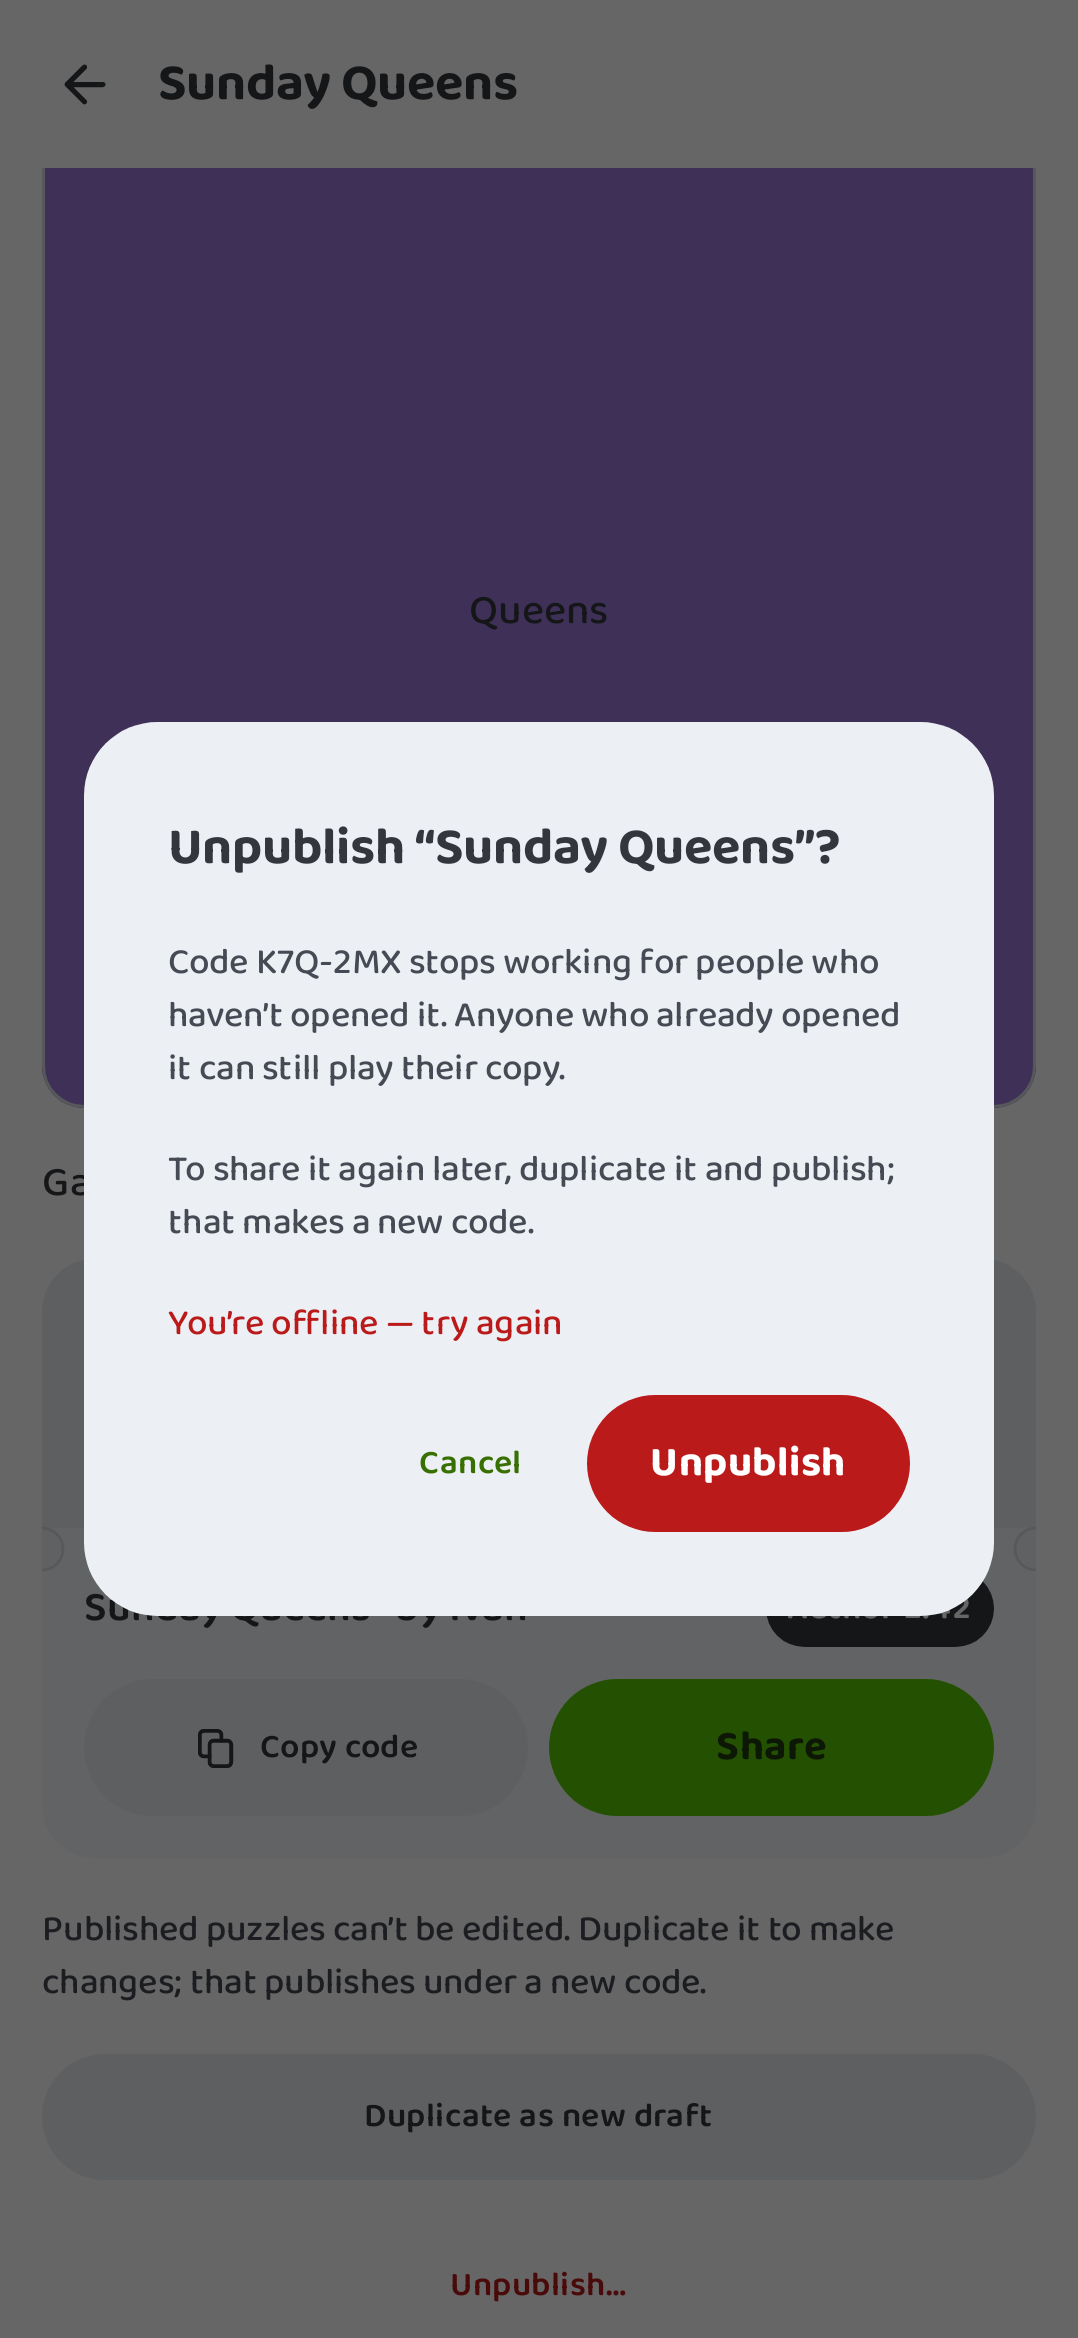 Sunday Queens
Queens
Unpublish “Sunday Queens”?
Code K7Q-2MX stops working for people who
haven’t opened it. Anyone who already opened
it can still play their copy.
To share it again later, duplicate it and publish;
that makes a new code.
You’re offline — try again
Cancel
Unpublish
Copy code
Share
Published puzzles can’t be edited. Duplicate it to make
changes; that publishes under a new code.
Duplicate as new draft
Unpublish…